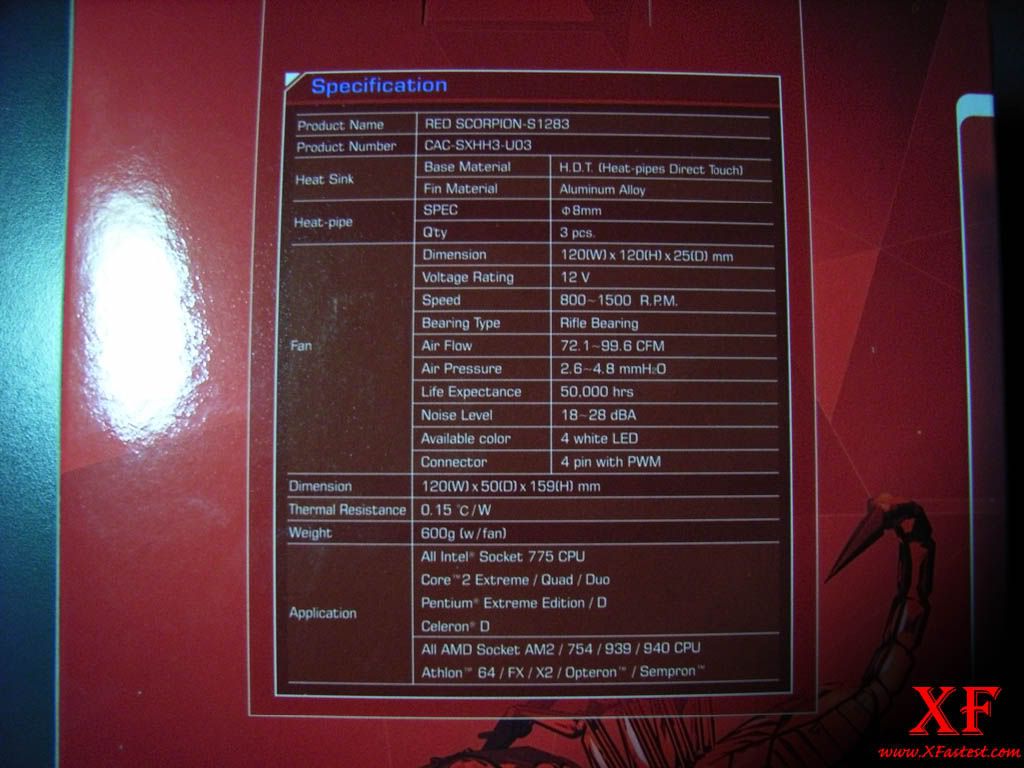 Specification
Product Name RED SCORPION-S1283
Product Number CAC-SXHH3-U03
Heat Sink
Base Material H.D.T. (Heat-pipes Direct Touch)
Fin Material Aluminum Alloy
Heat-pipe
SPEC Φ8mm
Q'ty 3 pcs.
Fan
Dimension 120(W) x 120(H) x 25(D) mm
Voltage Rating 12 V
Speed 800~1500 R.P.M.
Bearing Type Rifle Bearing
Air Flow 72.1~99.6 CFM
Air Pressure 2.6~4.8 mmH₂O
Life Expectance 50,000 hrs
Noise Level 18~28 dBA
Available color 4 white LED
Connector 4 pin with PWM
Dimension 120(W) x 50(D) x 159(H) mm
Thermal Resistance 0.15 °C/W
Weight 600g (w/fan)
Application
All Intel® Socket 775 CPU
Core™2 Extreme / Quad / Duo
Pentium® Extreme Edition / D
Celeron® D
All AMD Socket AM2 / 754 / 939 / 940 CPU
Athlon™ 64 / FX / X2 / Opteron™ / Sempron™
XF
www.XFastest.com